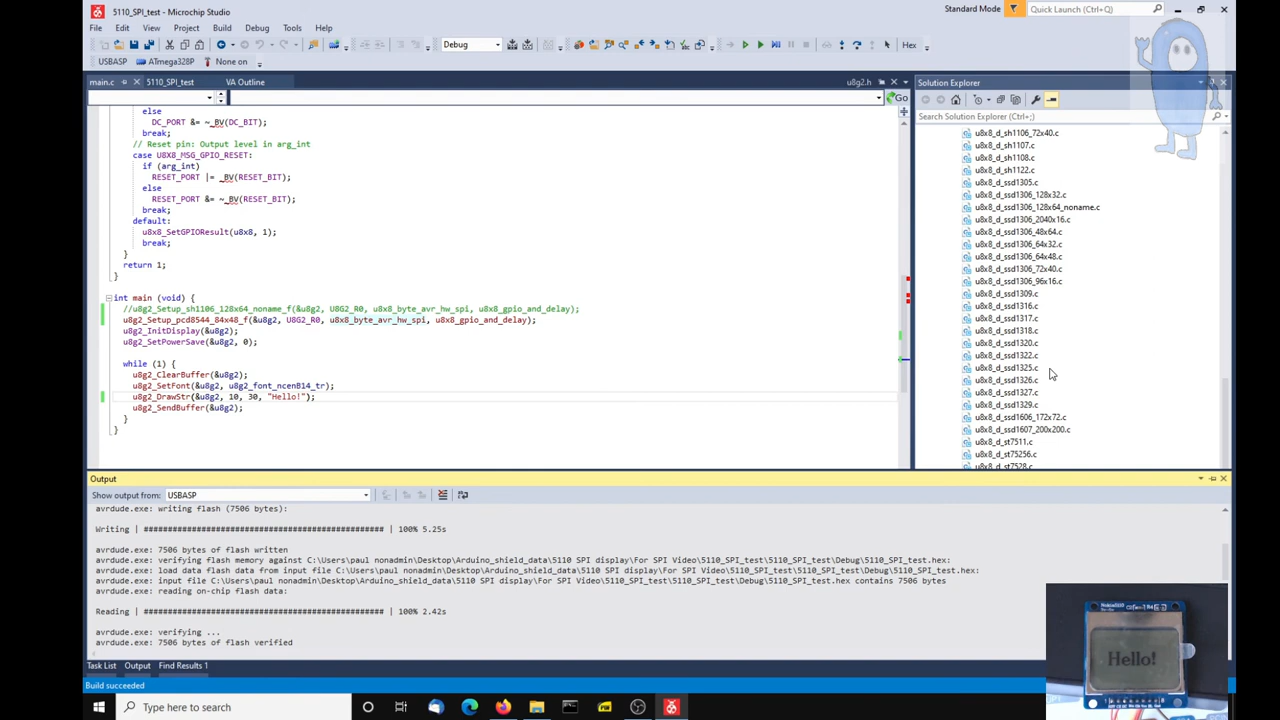 5110_SPI_test - Microchip Studio
Standard Mode
Quick Launch (Ctrl+;)
File Edit View Project Build Debug Tools Help
Debug
Hex
USBASP ATmega328P None on
main.c 5110_SPI_test VA Outline u8g2.h
Go
else
DC_PORT &= ~_BV(DC_BIT);
break;
// Reset pin: Output level in arg_int
case U8X8_MSG_GPIO_RESET:
if (arg_int)
RESET_PORT |= _BV(RESET_BIT);
else
RESET_PORT &= ~_BV(RESET_BIT);
break;
default:
u8x8_SetGPIOResult(u8x8, 1);
break;
}
return 1;
}
int main (void) {
//u8g2_Setup_sh1106_128x64_noname_f(&u8g2, U8G2_R0, u8x8_byte_avr_hw_spi, u8x8_gpio_and_delay);
u8g2_Setup_pcd8544_84x48_f(&u8g2, U8G2_R0, u8x8_byte_avr_hw_spi, u8x8_gpio_and_delay);
u8g2_InitDisplay(&u8g2);
u8g2_SetPowerSave(&u8g2, 0);
while (1) {
u8g2_ClearBuffer(&u8g2);
u8g2_SetFont(&u8g2, u8g2_font_ncenB14_tr);
u8g2_DrawStr(&u8g2, 10, 30, "Hello!");
u8g2_SendBuffer(&u8g2);
}
}
Solution Explorer
Search Solution Explorer (Ctrl+;)
u8x8_d_sh1106_72x40.c
u8x8_d_sh1107.c
u8x8_d_sh1108.c
u8x8_d_sh1122.c
u8x8_d_ssd1305.c
u8x8_d_ssd1306_128x32.c
u8x8_d_ssd1306_128x64_noname.c
u8x8_d_ssd1306_2040x16.c
u8x8_d_ssd1306_48x64.c
u8x8_d_ssd1306_64x32.c
u8x8_d_ssd1306_64x48.c
u8x8_d_ssd1306_72x40.c
u8x8_d_ssd1306_96x16.c
u8x8_d_ssd1309.c
u8x8_d_ssd1316.c
u8x8_d_ssd1317.c
u8x8_d_ssd1318.c
u8x8_d_ssd1320.c
u8x8_d_ssd1322.c
u8x8_d_ssd1325.c
u8x8_d_ssd1326.c
u8x8_d_ssd1327.c
u8x8_d_ssd1329.c
u8x8_d_ssd1606_172x72.c
u8x8_d_ssd1607_200x200.c
u8x8_d_st7511.c
u8x8_d_st75256.c
u8x8_d_st7528.c
Output
Show output from: USBASP
avrdude.exe: writing flash (7506 bytes):
Writing | ################################################## | 100% 5.25s
avrdude.exe: 7506 bytes of flash written
avrdude.exe: verifying flash memory against C:\Users\paul nonadmin\Desktop\Arduino_shield_data\5110 SPI display\For SPI Video\5110_SPI_test\5110_SPI_test\Debug\5110_SPI_test.hex:
avrdude.exe: load data flash data from input file C:\Users\paul nonadmin\Desktop\Arduino_shield_data\5110 SPI display\For SPI Video\5110_SPI_test\5110_SPI_test\Debug\5110_SPI_test.hex:
avrdude.exe: input file C:\Users\paul nonadmin\Desktop\Arduino_shield_data\5110 SPI display\For SPI Video\5110_SPI_test\5110_SPI_test\Debug\5110_SPI_test.hex contains 7506 bytes
avrdude.exe: reading on-chip flash data:
Reading | ################################################## | 100% 2.42s
avrdude.exe: verifying ...
avrdude.exe: 7506 bytes of flash verified
Hello!
Task List Output Find Results 1
Build succeeded
Type here to search